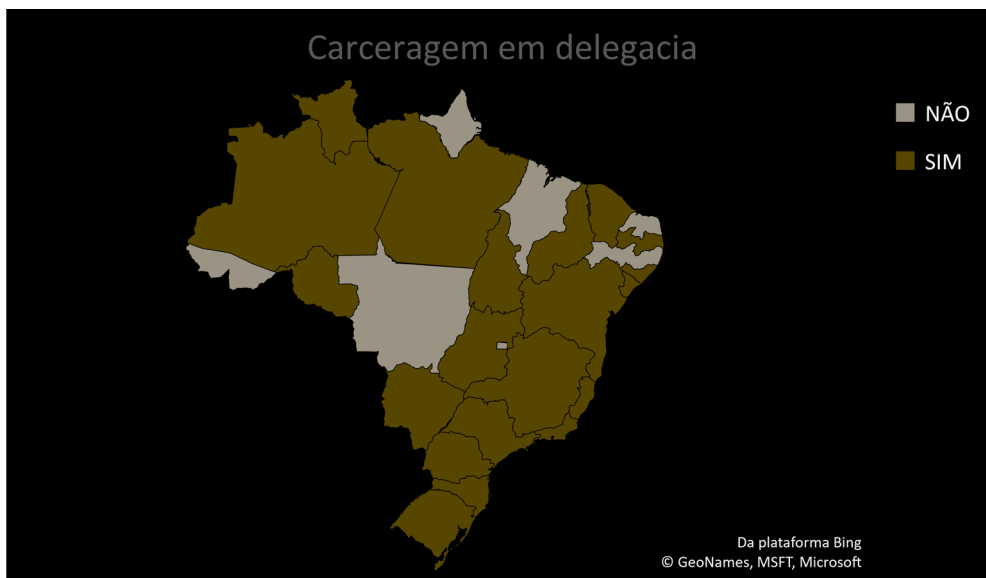 Carceragem em delegacia
NÃO
SIM
Da plataforma Bing
© GeoNames, MSFT, Microsoft